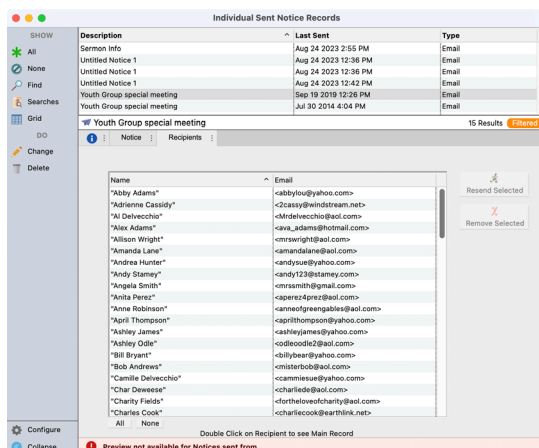 Individual Sent Notice Records
SHOW
All
None
Find
Searches
Grid
DO
Change
Delete
Configure
Collapse
Description Last Sent Type
Sermon Info Aug 24 2023 2:55 PM Email
Untitled Notice 1 Aug 24 2023 12:36 PM Email
Untitled Notice 1 Aug 24 2023 12:36 PM Email
Untitled Notice 1 Aug 24 2023 12:42 PM Email
Youth Group special meeting Sep 19 2019 12:26 PM Email
Youth Group special meeting Jul 30 2014 4:04 PM Email
Youth Group special meeting 15 Results Filtered
Notice Recipients
Name Email
"Abby Adams" <abbylou@yahoo.com>
"Adrienne Cassidy" <2cassy@windstream.net>
"Al Delvecchio" <Mrdelvecchio@aol.com>
"Alex Adams" <ava_adams@hotmail.com>
"Allison Wright" <mrswright@aol.com>
"Amanda Lane" <amandalane@aol.com>
"Andrea Hunter" <andysue@yahoo.com>
"Andy Stamey" <andy123@stamey.com>
"Angela Smith" <mrssmith@gmail.com>
"Anita Perez" <aperez4prez@aol.com>
"Anne Robinson" <anneofgreengables@aol.com>
"April Thompson" <aprilthompson@yahoo.com>
"Ashley James" <ashleyjames@yahoo.com>
"Ashley Odle" <odleoodle2@aol.com>
"Bill Bryant" <billybear@yahoo.com>
"Bob Andrews" <misterbob@aol.com>
"Camille Delvecchio" <cammiesue@yahoo.com>
"Char Deweese" <charliede@aol.com>
"Charity Fields" <fortheloveofcharity@aol.com>
"Charles Cook" <charliecook@earthlink.net>
Resend Selected
Remove Selected
All None
Double Click on Recipient to see Main Record
Preview not available for Notices sent from